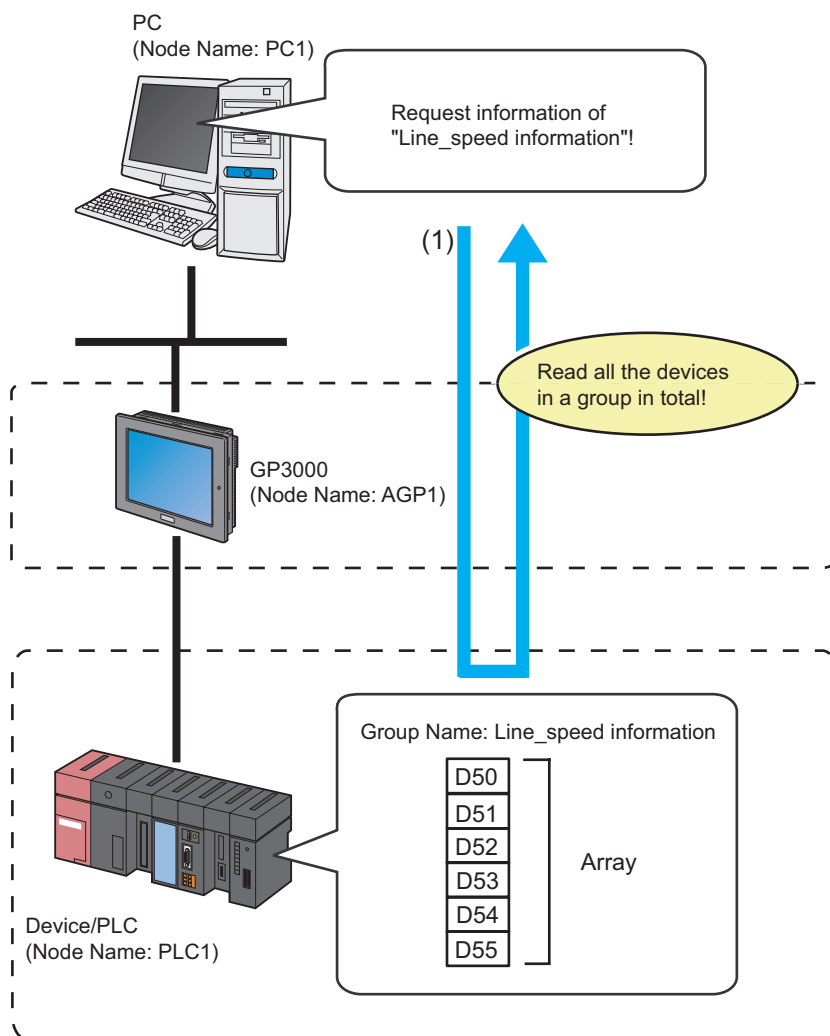 PC
(Node Name: PC1)
Request information of
"Line_speed information"!
(1)
Read all the devices
in a group in total!
GP3000
(Node Name: AGP1)
Group Name: Line_speed information
D50
D51
D52
D53
D54
D55
Array
Device/PLC
(Node Name: PLC1)